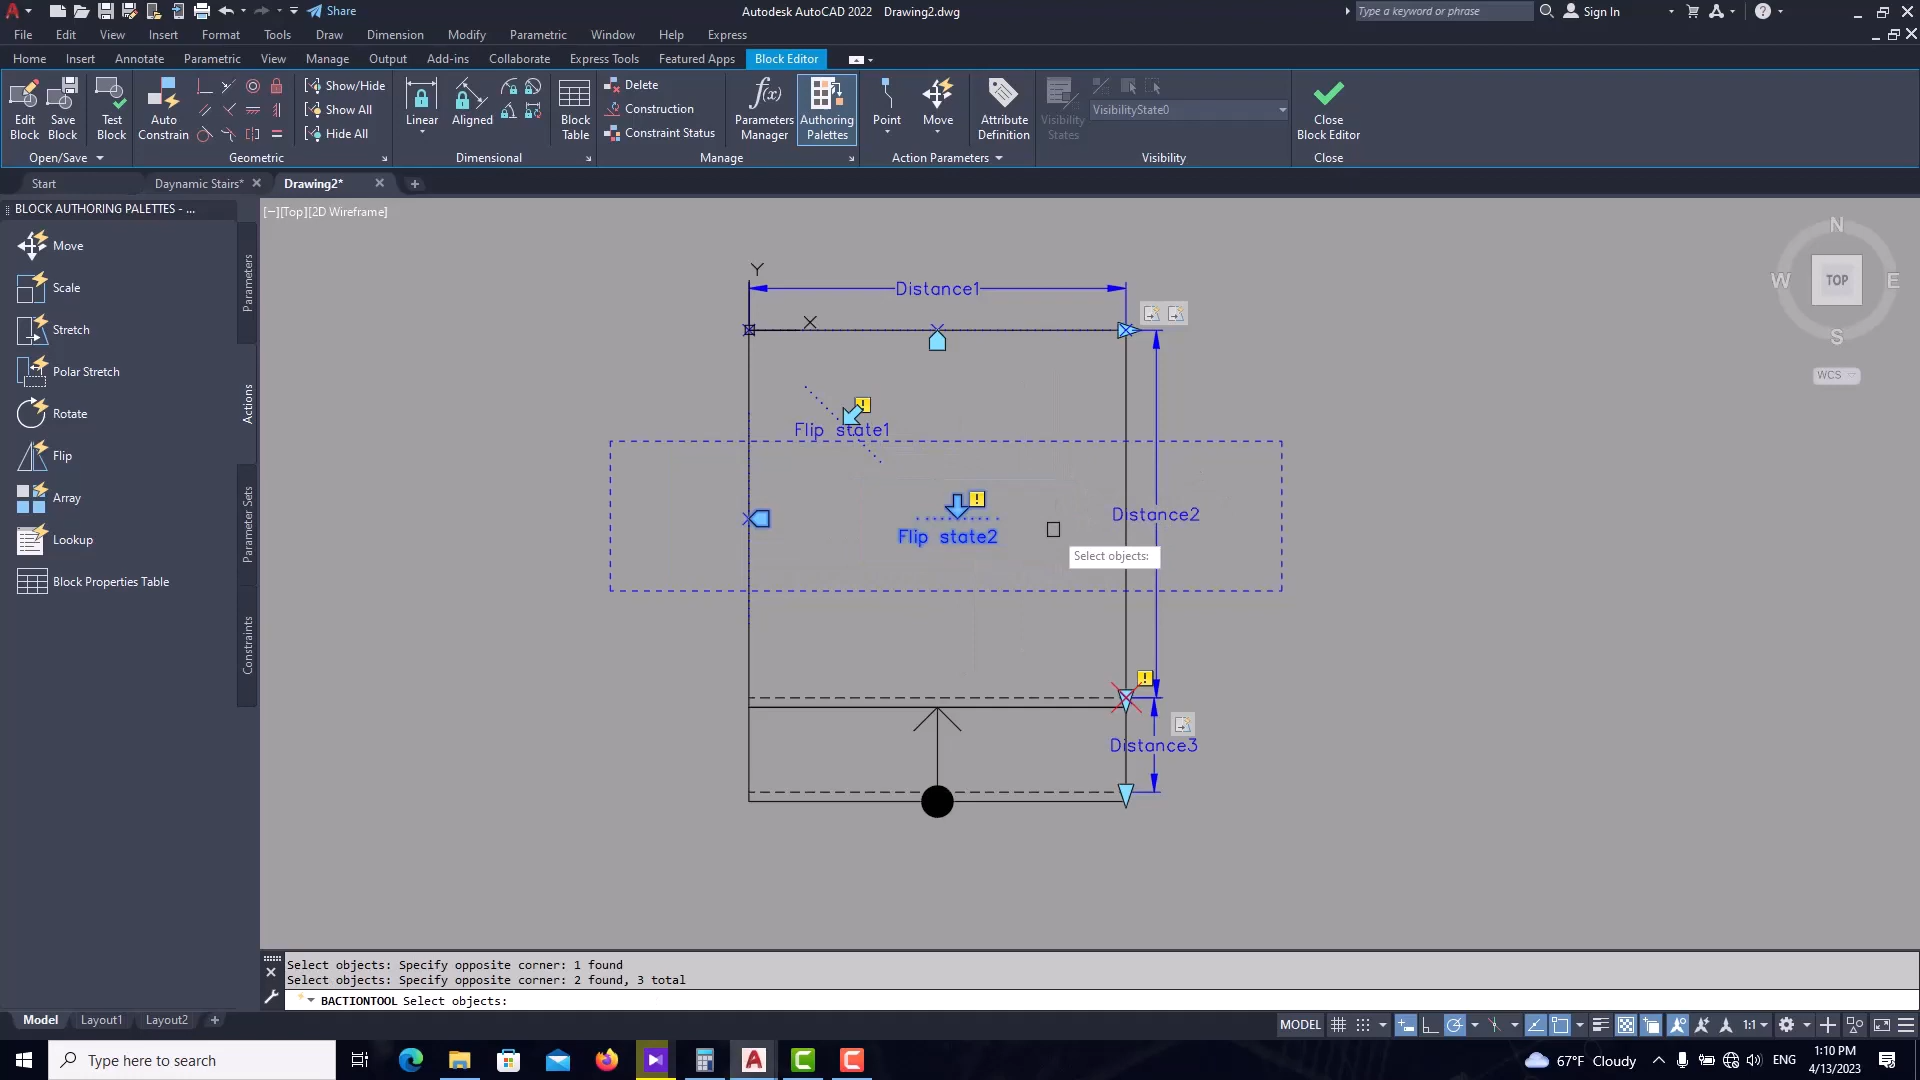 Share
Autodesk AutoCAD 2022 Drawing2.dwg
Type a keyword or phrase
Sign In
File Edit View Insert Format Tools Draw Dimension Modify Parametric Window Help Express
Home Insert Annotate Parametric View Manage Output Add-ins Collaborate Express Tools Featured Apps Block Editor
Edit Block
Save Block
Test Block
Auto Constrain
Show/Hide
Show All
Hide All
Linear
Aligned
Block Table
Delete
Construction
Constraint Status
f(x)
Parameters Manager
Authoring Palettes
Point
Move
Attribute Definition
Visibility States
VisibilityState0
Close Block Editor
Open/Save Geometric Dimensional Manage Action Parameters Visibility Close
Start Daynamic Stairs* Drawing2*
BLOCK AUTHORING PALETTES - ...
[−][Top][2D Wireframe]
Move
Scale
Stretch
Polar Stretch
Rotate
Flip
Array
Lookup
Block Properties Table
Parameters
Actions
Parameter Sets
Constraints
Y
X
Distance1
Flip state1
Flip state2
Distance2
Select objects:
Distance3
N
W TOP E
S
WCS
Select objects: Specify opposite corner: 1 found
Select objects: Specify opposite corner: 2 found, 3 total
BACTIONTOOL Select objects:
Model Layout1 Layout2
MODEL 1:1
Type here to search
67°F Cloudy
ENG
1:10 PM
4/13/2023